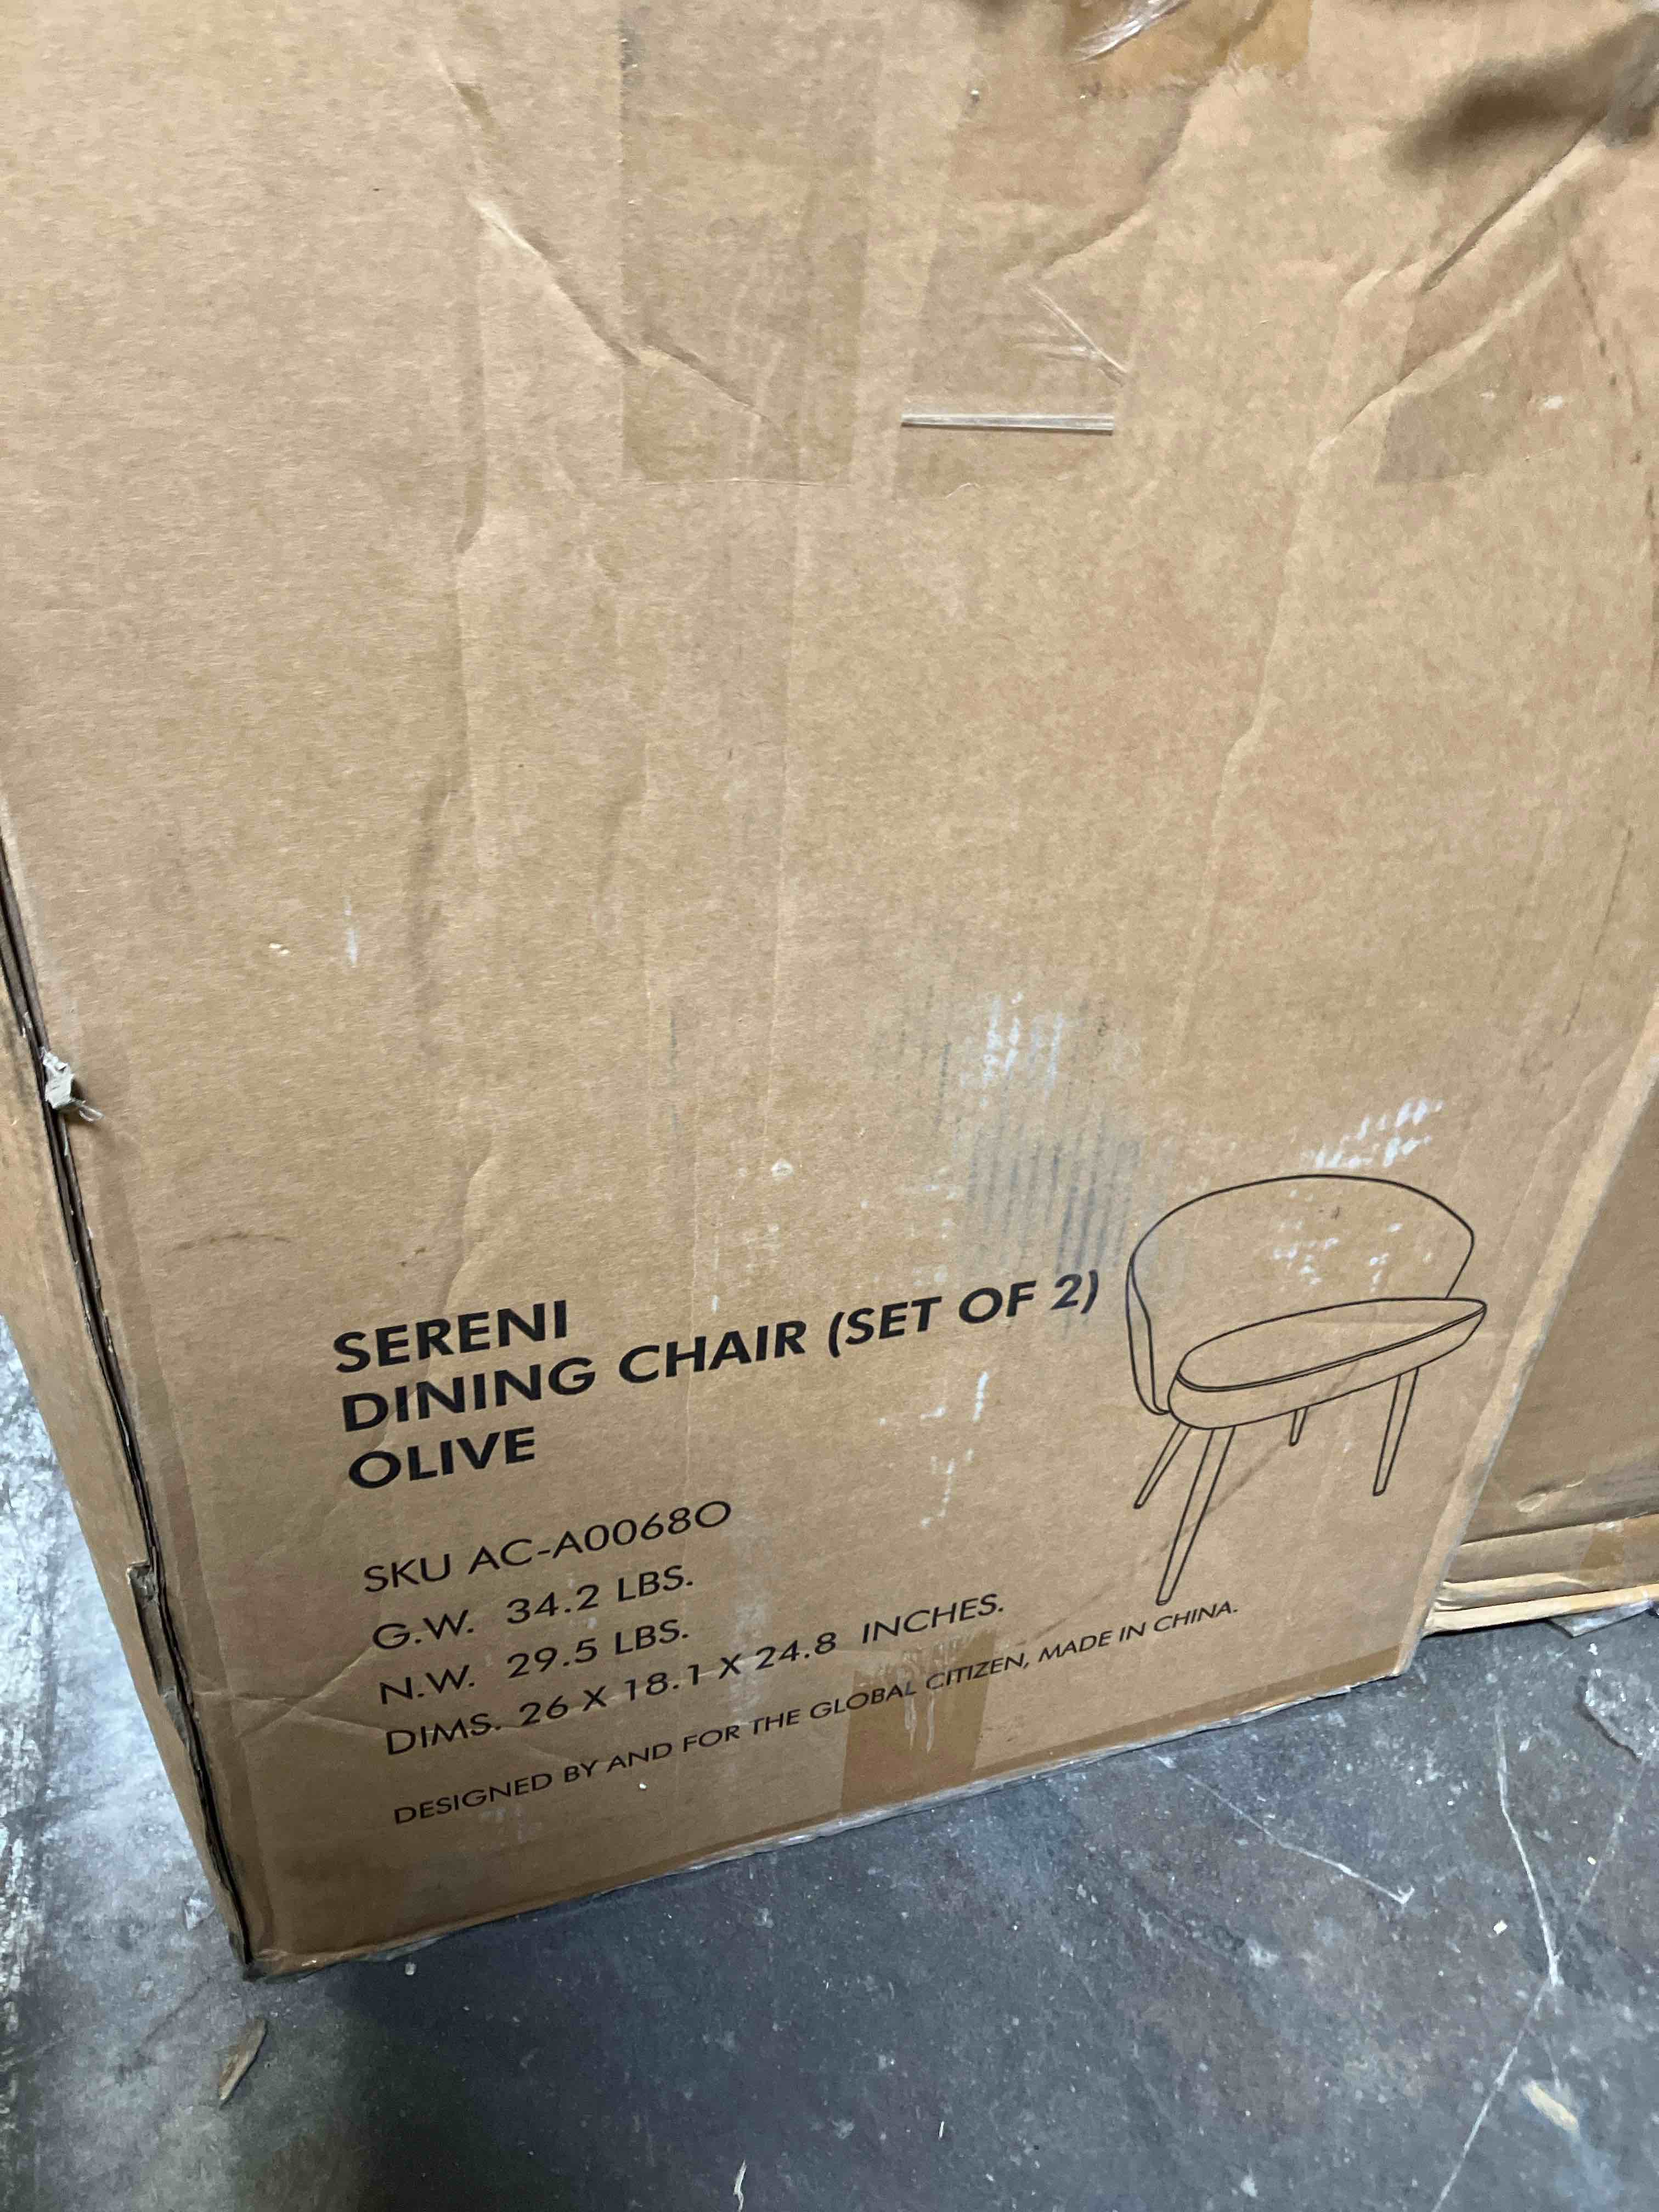 SERENI
DINING CHAIR (SET OF 2)
OLIVE
SKU AC-A0068O
G.W. 34.2 LBS.
N.W. 29.5 LBS.
DIMS. 26 X 18.1 X 24.8 INCHES.
DESIGNED BY AND FOR THE GLOBAL CITIZEN, MADE IN CHINA.